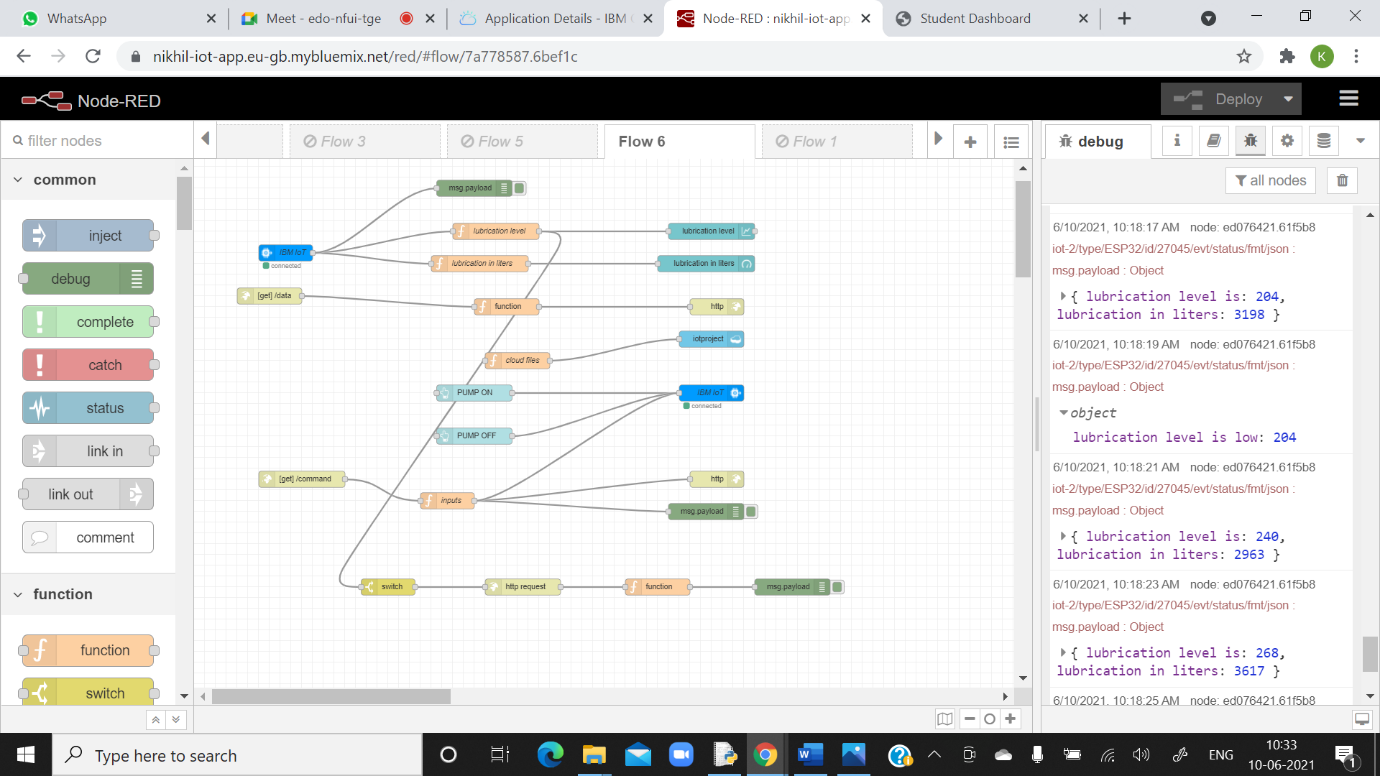 WhatsApp
Meet - edo-nfui-tge
Application Details - IBM
Node-RED : nikhil-iot-app
Student Dashboard
nikhil-iot-app.eu-gb.mybluemix.net/red/#flow/7a778587.6bef1c
K
Node-RED
Deploy
filter nodes
Flow 3
Flow 5
Flow 6
Flow 1
debug
all nodes
common
inject
debug
complete
catch
status
link in
link out
comment
function
function
switch
msg.payload
lubrication level
lubrication level
IBM IoT
connected
lubrication in liters
lubrication in liters
[get] /data
function
http
iotproject
cloud files
PUMP ON
IBM IoT
connected
PUMP OFF
[get] /command
http
inputs
msg.payload
switch
http request
function
msg.payload
6/10/2021, 10:18:17 AM node: ed076421.61f5b8
iot-2/type/ESP32/id/27045/evt/status/fmt/json :
msg.payload : Object
{ lubrication level is: 204,
lubrication in liters: 3198 }
6/10/2021, 10:18:19 AM node: ed076421.61f5b8
iot-2/type/ESP32/id/27045/evt/status/fmt/json :
msg.payload : Object
object
lubrication level is low: 204
6/10/2021, 10:18:21 AM node: ed076421.61f5b8
iot-2/type/ESP32/id/27045/evt/status/fmt/json :
msg.payload : Object
{ lubrication level is: 240,
lubrication in liters: 2963 }
6/10/2021, 10:18:23 AM node: ed076421.61f5b8
iot-2/type/ESP32/id/27045/evt/status/fmt/json :
msg.payload : Object
{ lubrication level is: 268,
lubrication in liters: 3617 }
6/10/2021, 10:18:25 AM node: ed076421.61f5b8
Type here to search
ENG
10:33
10-06-2021
1